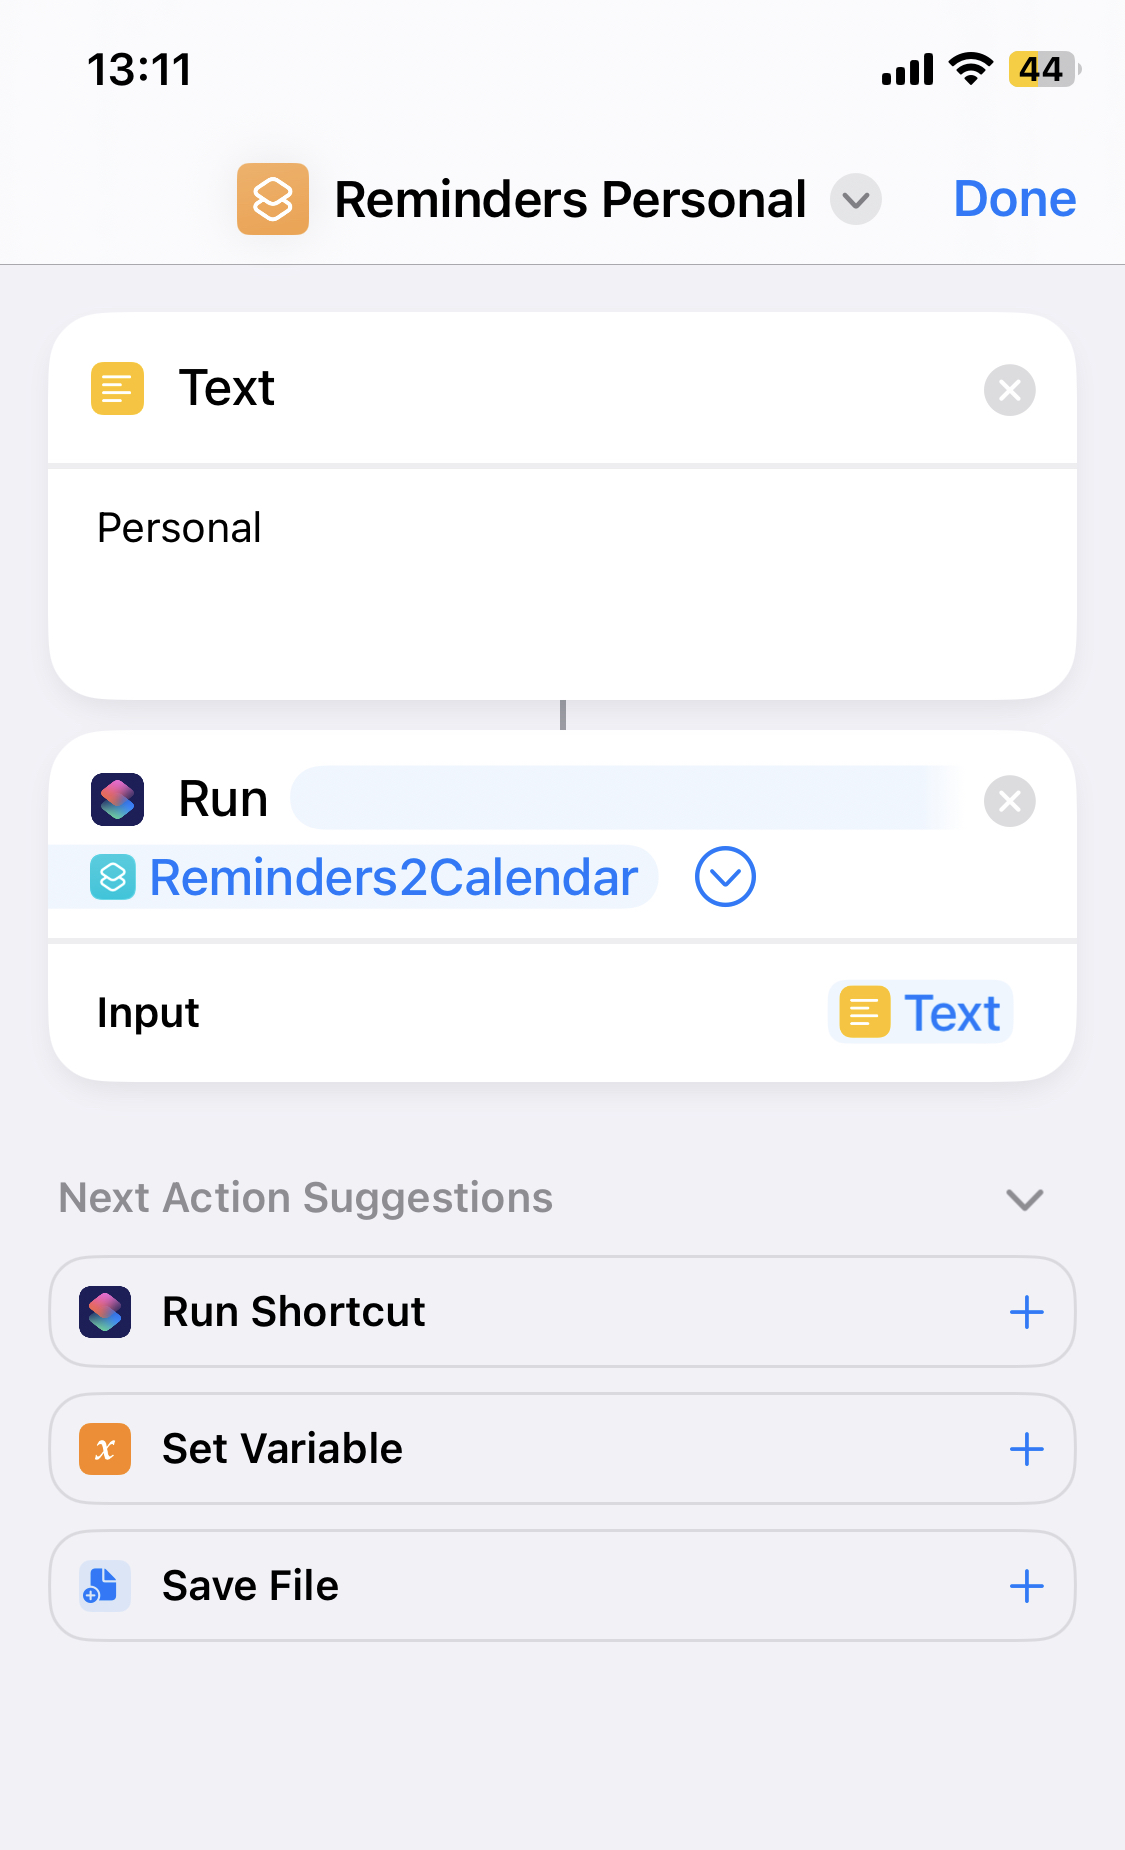 13:11
44
Reminders Personal
Done
Text
Personal
Run
Reminders2Calendar
Input
Text
Next Action Suggestions
Run Shortcut
x
Set Variable
Save File